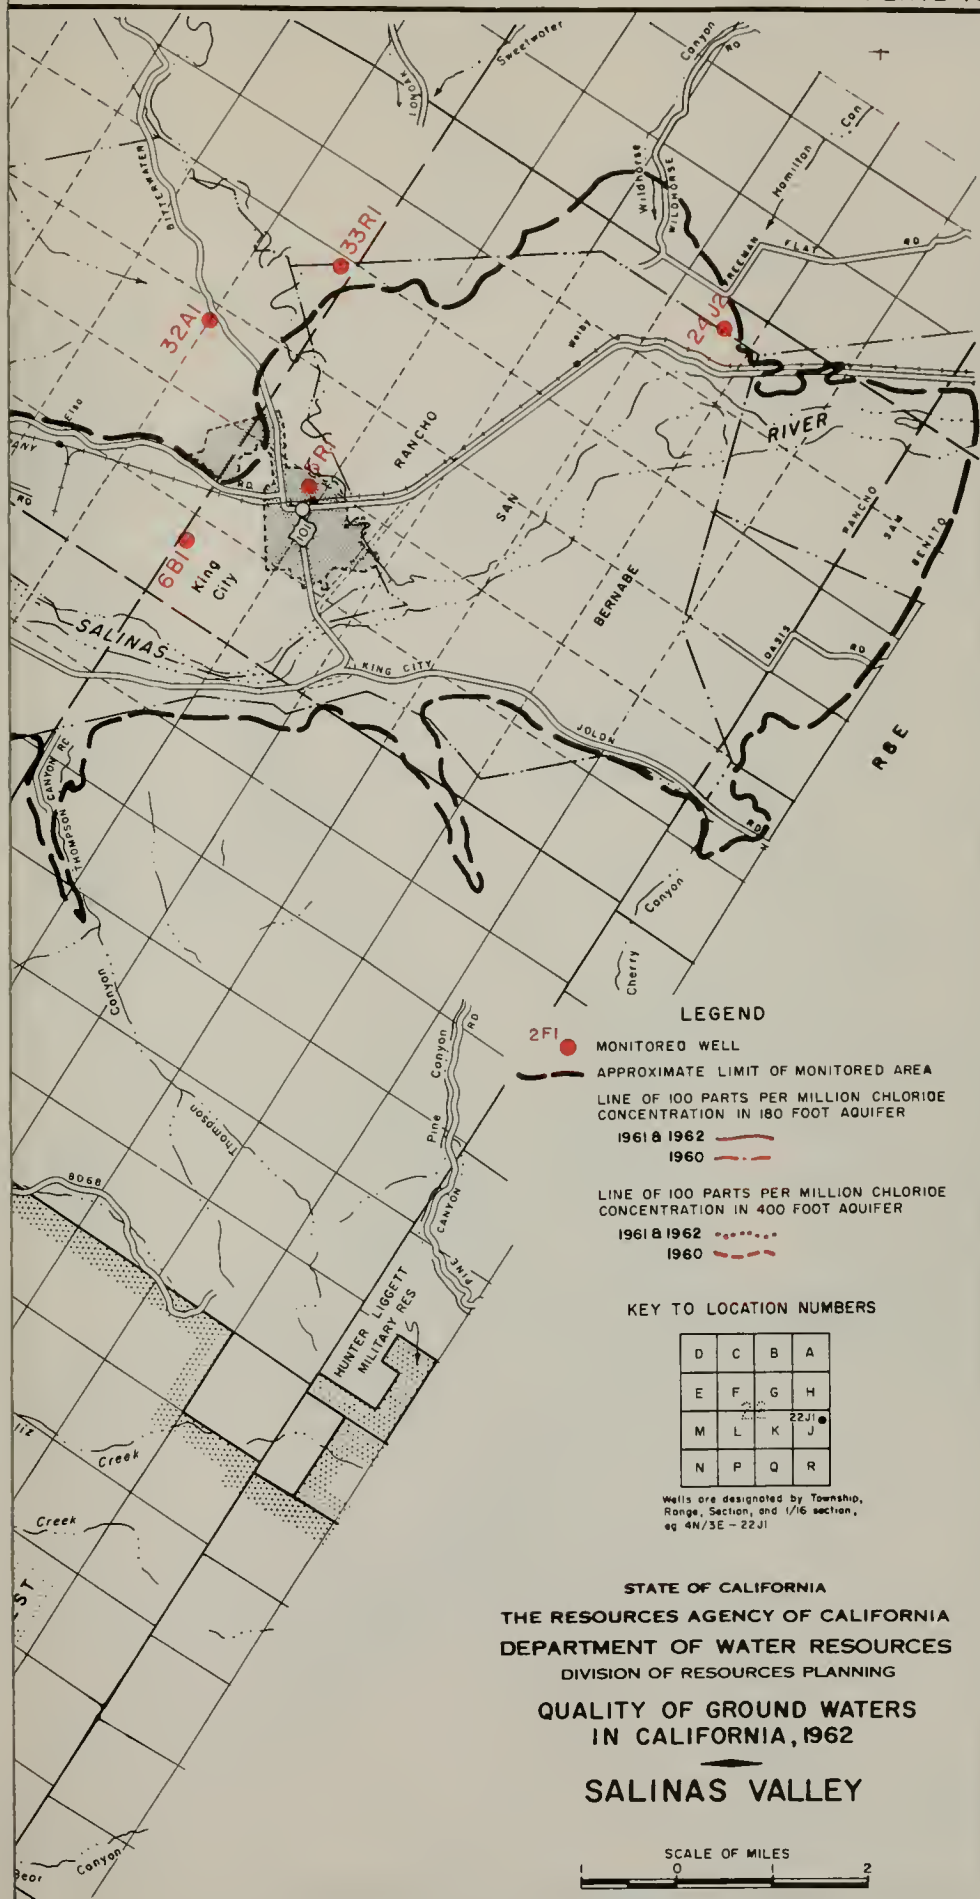 Sweetwater
LONOAK
Canyon
RD
BITTERWATER
RD
Wildhorse
WILDHORSE
Hamilton
Can
33R1
32A1
FREEMAN
FLAT
RD
24J2
Welby
Elso
RANCHO
RIVER
RD
RD
101
SAN
RANCHO
SAN
BENITO
6B1
King
City
BERNABE
SALINAS
OASIS
RD
KING CITY
JOLON
RD
R8E
THOMPSON
CANYON
Canyon
Canyon
Cherry
LEGEND
2F1
MONITORED WELL
APPROXIMATE LIMIT OF MONITORED AREA
LINE OF 100 PARTS PER MILLION CHLORIDE
CONCENTRATION IN 180 FOOT AQUIFER
1961 & 1962
1960
LINE OF 100 PARTS PER MILLION CHLORIDE
CONCENTRATION IN 400 FOOT AQUIFER
1961 & 1962
1960
Thompson
Pine
Canyon
RD
CANYON
PINE
HUNTER LIGGETT
MILITARY RES
KEY TO LOCATION NUMBERS
D C B A
E F G H
22
22J1
M L K J
N P Q R
Wells are designated by Township,
Range, Section, and 1/16 section,
eg 4N/3E - 22J1
Creek
Creek
STATE OF CALIFORNIA
THE RESOURCES AGENCY OF CALIFORNIA
DEPARTMENT OF WATER RESOURCES
DIVISION OF RESOURCES PLANNING
QUALITY OF GROUND WATERS
IN CALIFORNIA, 1962
SALINAS VALLEY
Bear
Canyon
SCALE OF MILES
1 0 1 2